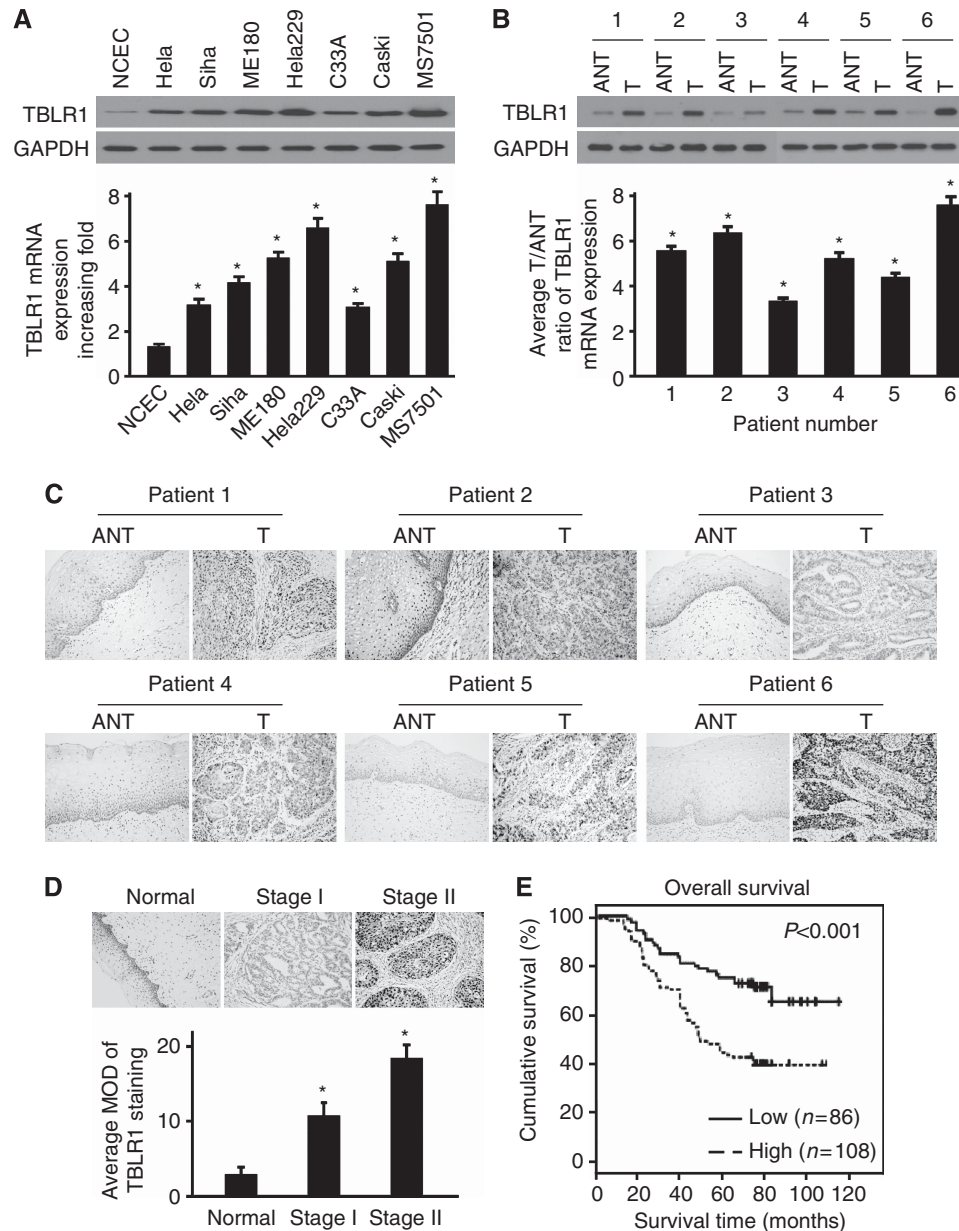 A
NCEC Hela Siha ME180 Hela229 C33A Caski MS7501
TBLR1
GAPDH
TBLR1 mRNA
expression
increasing fold
8
6
4
2
0
* * * * * * *
NCEC Hela Siha ME180 Hela229 C33A Caski MS7501
B
1 2 3 4 5 6
ANT T ANT T ANT T ANT T ANT T ANT T
TBLR1
GAPDH
Average T/ANT
ratio of TBLR1
mRNA expression
8
6
4
2
0
* * * * * *
1 2 3 4 5 6
Patient number
C
Patient 1 Patient 2 Patient 3
ANT T ANT T ANT T
Patient 4 Patient 5 Patient 6
ANT T ANT T ANT T
D
Normal Stage I Stage II
Average MOD of
TBLR1 staining
20
10
0
* *
Normal Stage I Stage II
E
Overall survival
Cumulative survival (%)
100
80
60
40
20
0
P<0.001
Low (n=86)
High (n=108)
0 20 40 60 80 100 120
Survival time (months)